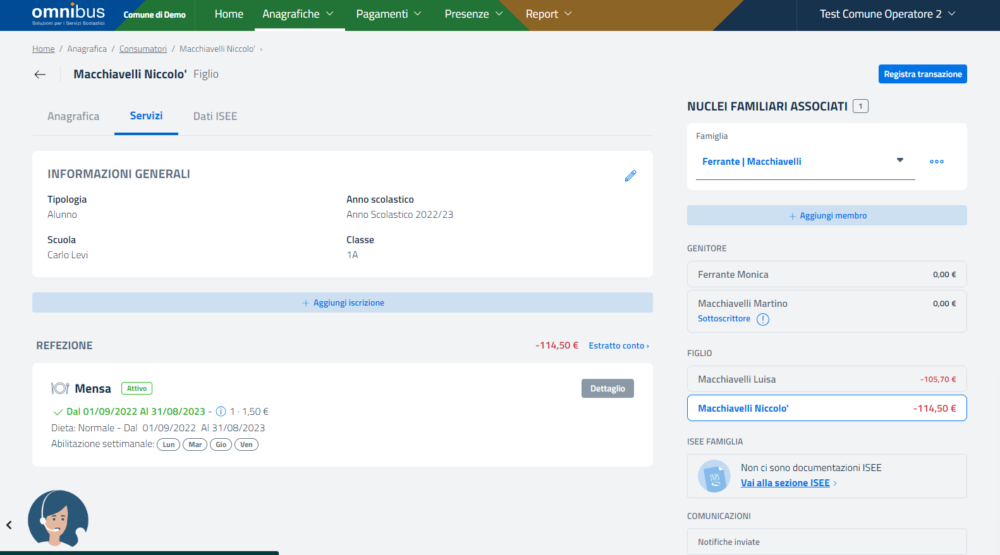 omnibus
Soluzioni per i Servizi Scolastici
Comune di Demo
Home
Anagrafiche
Pagamenti
Presenze
Report
Test Comune Operatore 2
Home / Anagrafica / Consumatori / Macchiavelli Niccolo' ›
Macchiavelli Niccolo' Figlio
Registra transazione
Anagrafica
Servizi
Dati ISEE
INFORMAZIONI GENERALI
Tipologia
Alunno
Anno scolastico
Anno Scolastico 2022/23
Scuola
Carlo Levi
Classe
1A
+ Aggiungi iscrizione
REFEZIONE
-114,50 €
Estratto conto ›
Mensa
Attivo
Dettaglio
Dal 01/09/2022 Al 31/08/2023 - 1 · 1,50 €
Dieta: Normale - Dal 01/09/2022 Al 31/08/2023
Abilitazione settimanale: Lun Mar Gio Ven
NUCLEI FAMILIARI ASSOCIATI 1
Famiglia
Ferrante | Macchiavelli
+ Aggiungi membro
GENITORE
Ferrante Monica 0,00 €
Macchiavelli Martino 0,00 €
Sottoscrittore
FIGLIO
Macchiavelli Luisa -105,70 €
Macchiavelli Niccolo' -114,50 €
ISEE FAMIGLIA
INPS
Non ci sono documentazioni ISEE
Vai alla sezione ISEE ›
COMUNICAZIONI
Notifiche inviate